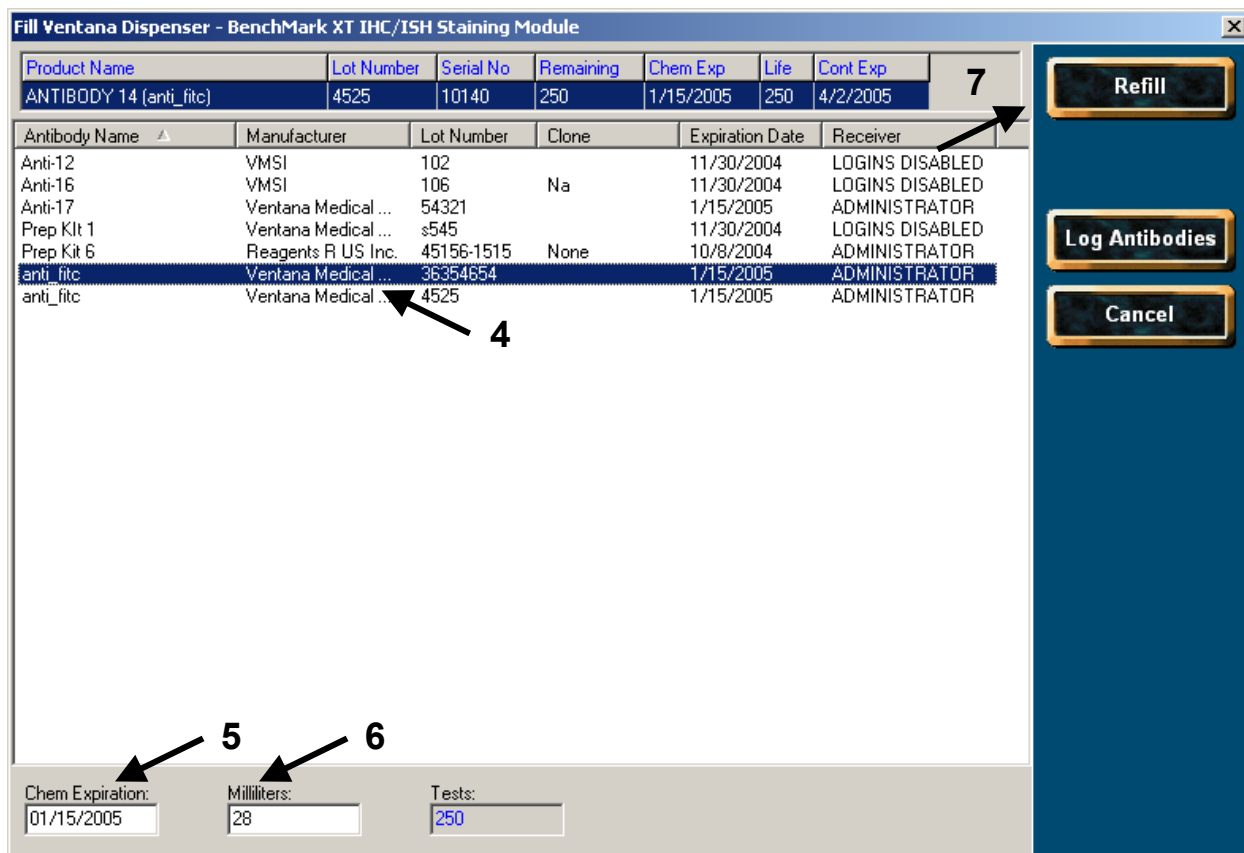 Fill Ventana Dispenser - BenchMark XT IHC/ISH Staining Module
Product Name Lot Number Serial No Remaining Chem Exp Life Cont Exp
ANTIBODY 14 (anti_fitc) 4525 10140 250 1/15/2005 250 4/2/2005
7
Refill
Antibody Name Manufacturer Lot Number Clone Expiration Date Receiver
Anti-12 VMSI 102 11/30/2004 LOGINS DISABLED
Anti-16 VMSI 106 Na 11/30/2004 LOGINS DISABLED
Anti-17 Ventana Medical ... 54321 1/15/2005 ADMINISTRATOR
Prep KIt 1 Ventana Medical ... s545 11/30/2004 LOGINS DISABLED
Prep Kit 6 Reagents R US Inc. 45156-1515 None 10/8/2004 ADMINISTRATOR
anti_fitc Ventana Medical ... 36354654 1/15/2005 ADMINISTRATOR
anti_fitc Ventana Medical ... 4525 1/15/2005 ADMINISTRATOR
Log Antibodies
Cancel
4
5
6
Chem Expiration: Milliliters: Tests:
01/15/2005 28 250